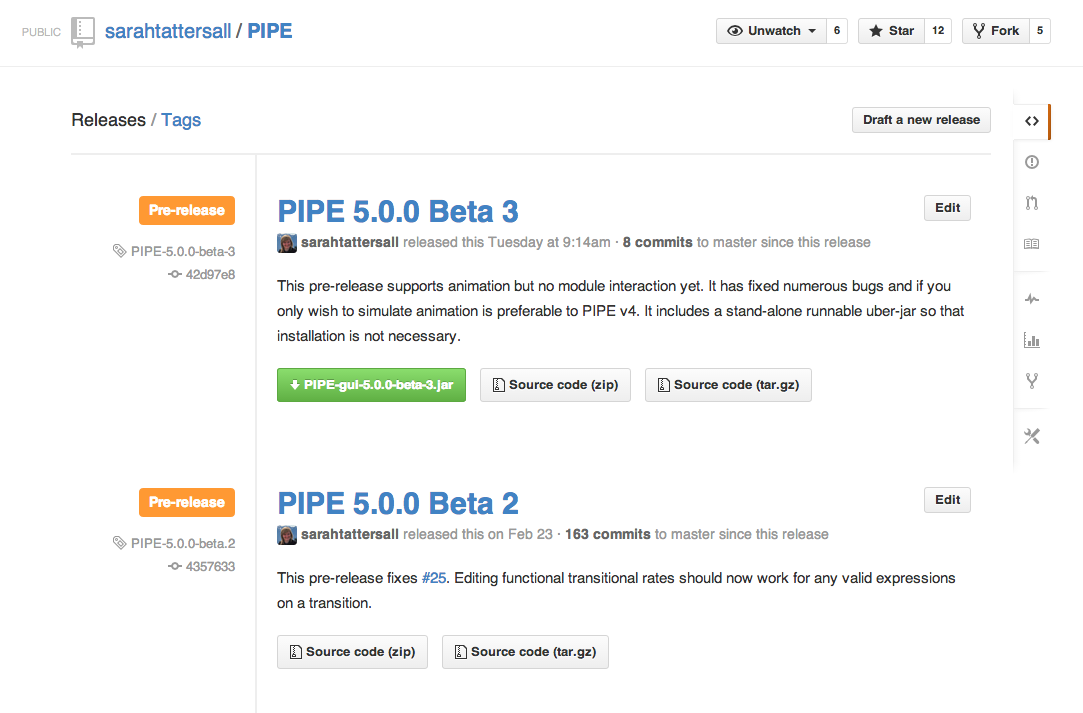 PUBLIC sarahtattersall / PIPE Unwatch 6 Star 12 Fork 5
Releases / Tags Draft a new release
Pre-release PIPE 5.0.0 Beta 3 Edit
PIPE-5.0.0-beta-3 sarahtattersall released this Tuesday at 9:14am · 8 commits to master since this release
42d97e8
This pre-release supports animation but no module interaction yet. It has fixed numerous bugs and if you
only wish to simulate animation is preferable to PIPE v4. It includes a stand-alone runnable uber-jar so that
installation is not necessary.
PIPE-gui-5.0.0-beta-3.jar Source code (zip) Source code (tar.gz)
Pre-release PIPE 5.0.0 Beta 2 Edit
PIPE-5.0.0-beta.2 sarahtattersall released this on Feb 23 · 163 commits to master since this release
4357633
This pre-release fixes #25. Editing functional transitional rates should now work for any valid expressions
on a transition.
Source code (zip) Source code (tar.gz)